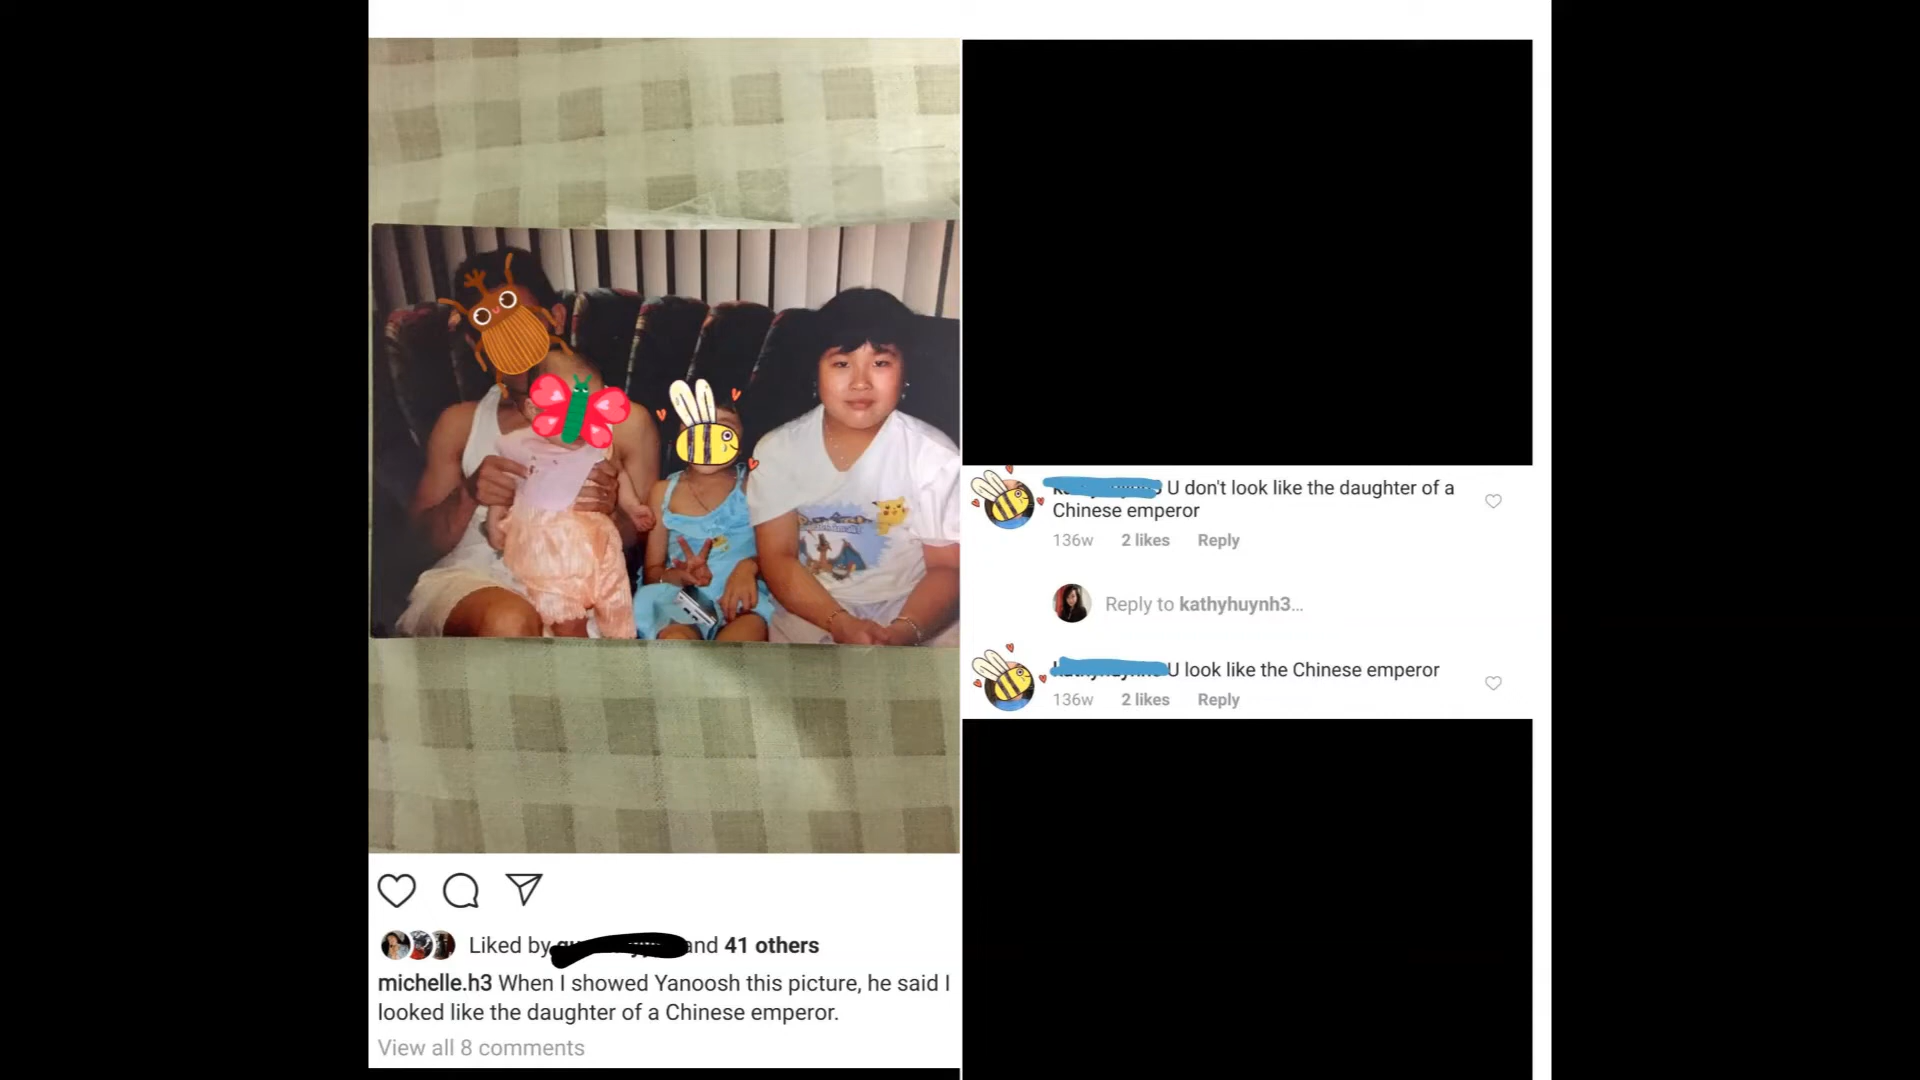 Liked by and 41 others
michelle.h3 When I showed Yanoosh this picture, he said I
looked like the daughter of a Chinese emperor.
View all 8 comments
U don't look like the daughter of a
Chinese emperor
136w 2 likes Reply
Reply to kathyhuynh3...
U look like the Chinese emperor
136w 2 likes Reply